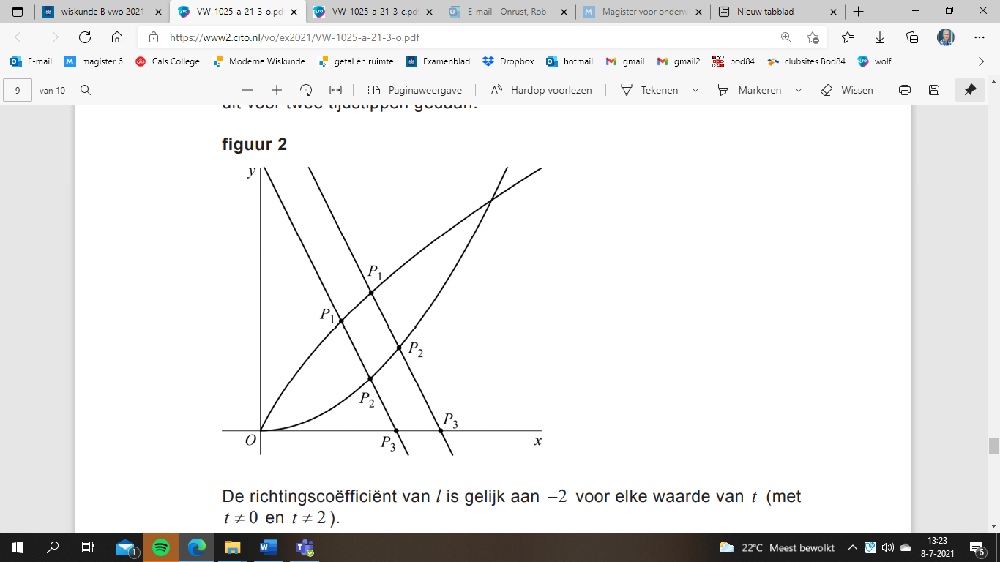 wiskunde B vwo 2021
VW-1025-a-21-3-o.pd
VW-1025-a-21-3-c.pd
E-mail - Onrust, Rob -
Magister voor onderw
Nieuw tabblad
https://www2.cito.nl/vo/ex2021/VW-1025-a-21-3-o.pdf
E-mail
magister 6
Cals College
Moderne Wiskunde
getal en ruimte
Examenblad
Dropbox
hotmail
gmail
gmail2
bod84
clubsites Bod84
wolf
9 van 10
Paginaweergave
Hardop voorlezen
Tekenen
Markeren
Wissen
dit voor twee tijdstippen gedaan.
figuur 2
y
P1
P1
P2
P2
P3
P3
O
x
De richtingscoëfficiënt van l is gelijk aan −2 voor elke waarde van t (met
t ≠ 0 en t ≠ 2).
1
22°C Meest bewolkt
13:23
8-7-2021
6